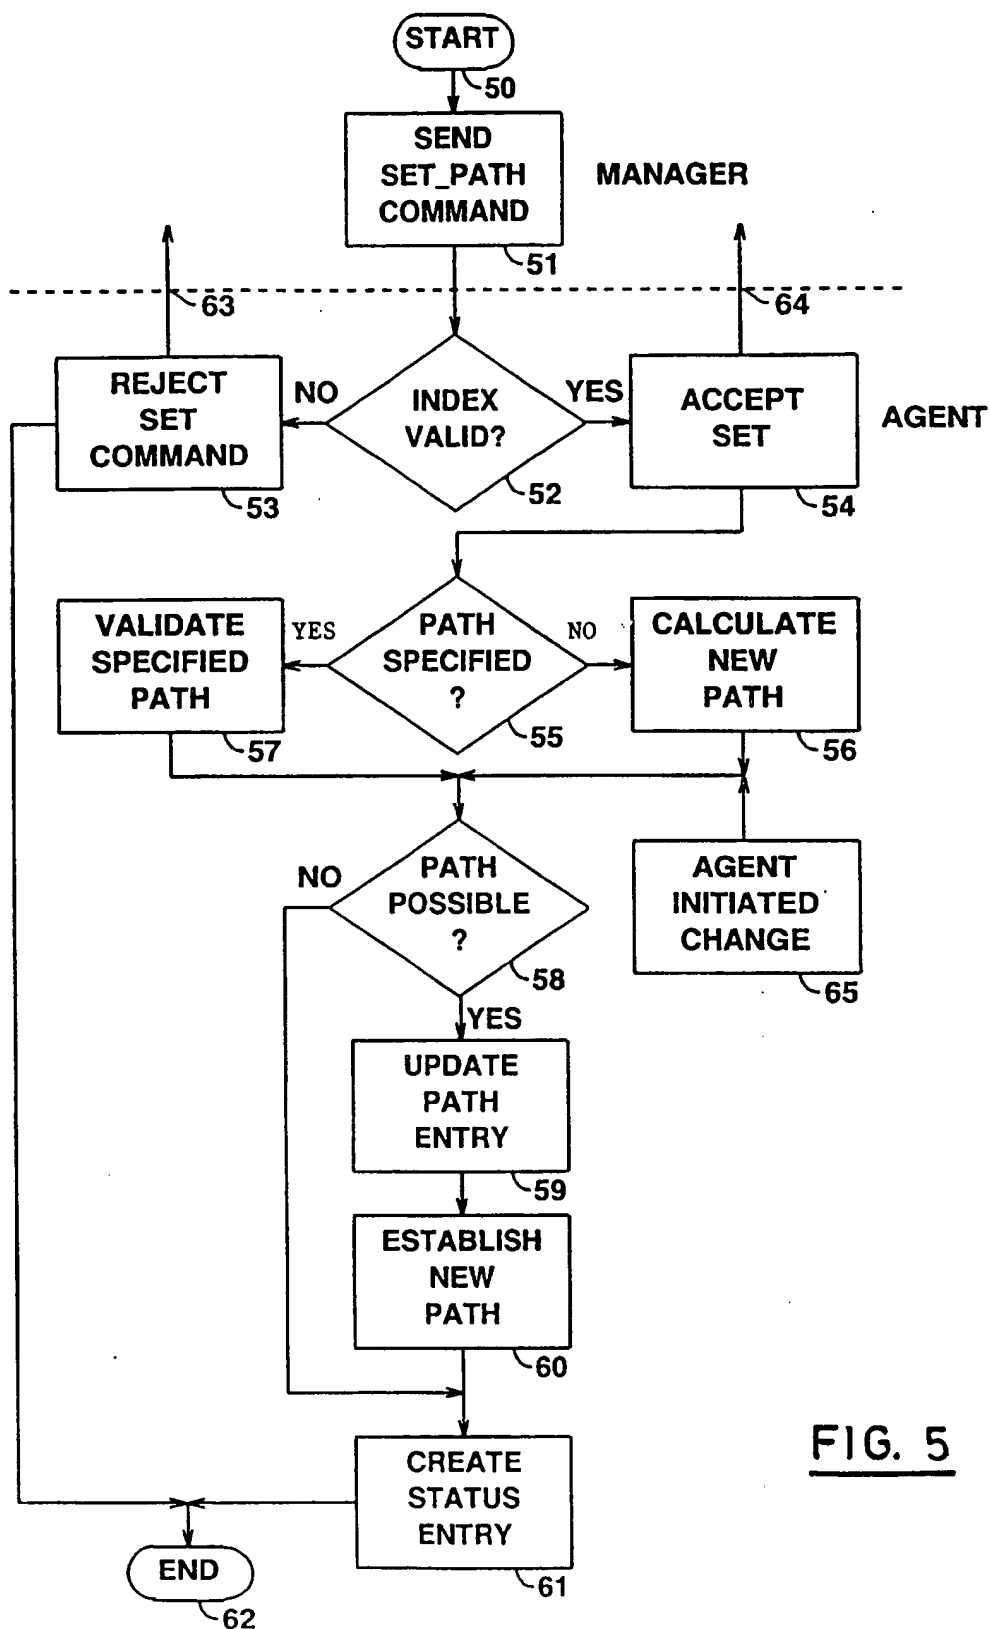 START
50
SEND
SET_PATH
COMMAND
51
MANAGER
63
64
REJECT
SET
COMMAND
53
NO
INDEX
VALID?
52
YES
ACCEPT
SET
54
AGENT
VALIDATE
SPECIFIED
PATH
57
YES
PATH
SPECIFIED
?
55
NO
CALCULATE
NEW
PATH
56
NO
PATH
POSSIBLE
?
58
AGENT
INITIATED
CHANGE
65
YES
UPDATE
PATH
ENTRY
59
ESTABLISH
NEW
PATH
60
CREATE
STATUS
ENTRY
61
END
62
FIG. 5